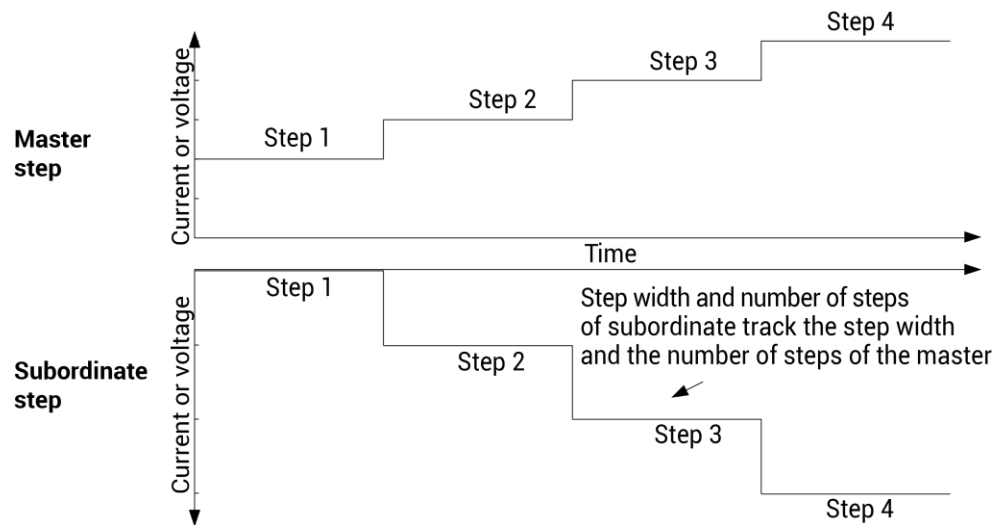 Master
step
Current or voltage
Step 1
Step 2
Step 3
Step 4
Time
Subordinate
step
Current or voltage
Step 1
Step 2
Step 3
Step 4
Step width and number of steps
of subordinate track the step width
and the number of steps of the master